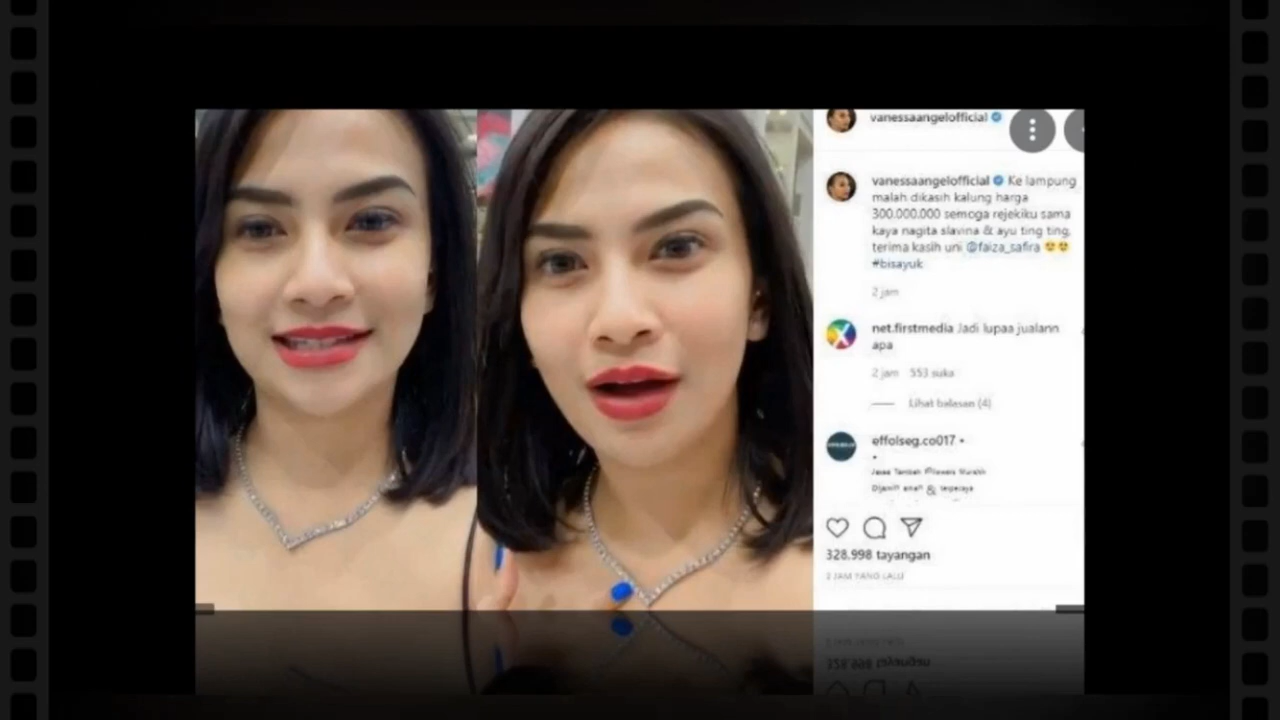 vanessaangelofficial
vanessaangelofficial Ke lampung
malah dikasih kalung harga
300.000.000 semoga rejekiku sama
kaya nagita slavina & ayu ting ting,
terima kasih uni @faiza_safira 😍😍
#bisayuk
2 jam
net.firstmedia Jadi lupaa jualann
apa
2 jam 553 suka
Lihat balasan (4)
effolseg.co017 •
•
328.998 tayangan
2 JAM YANG LALU